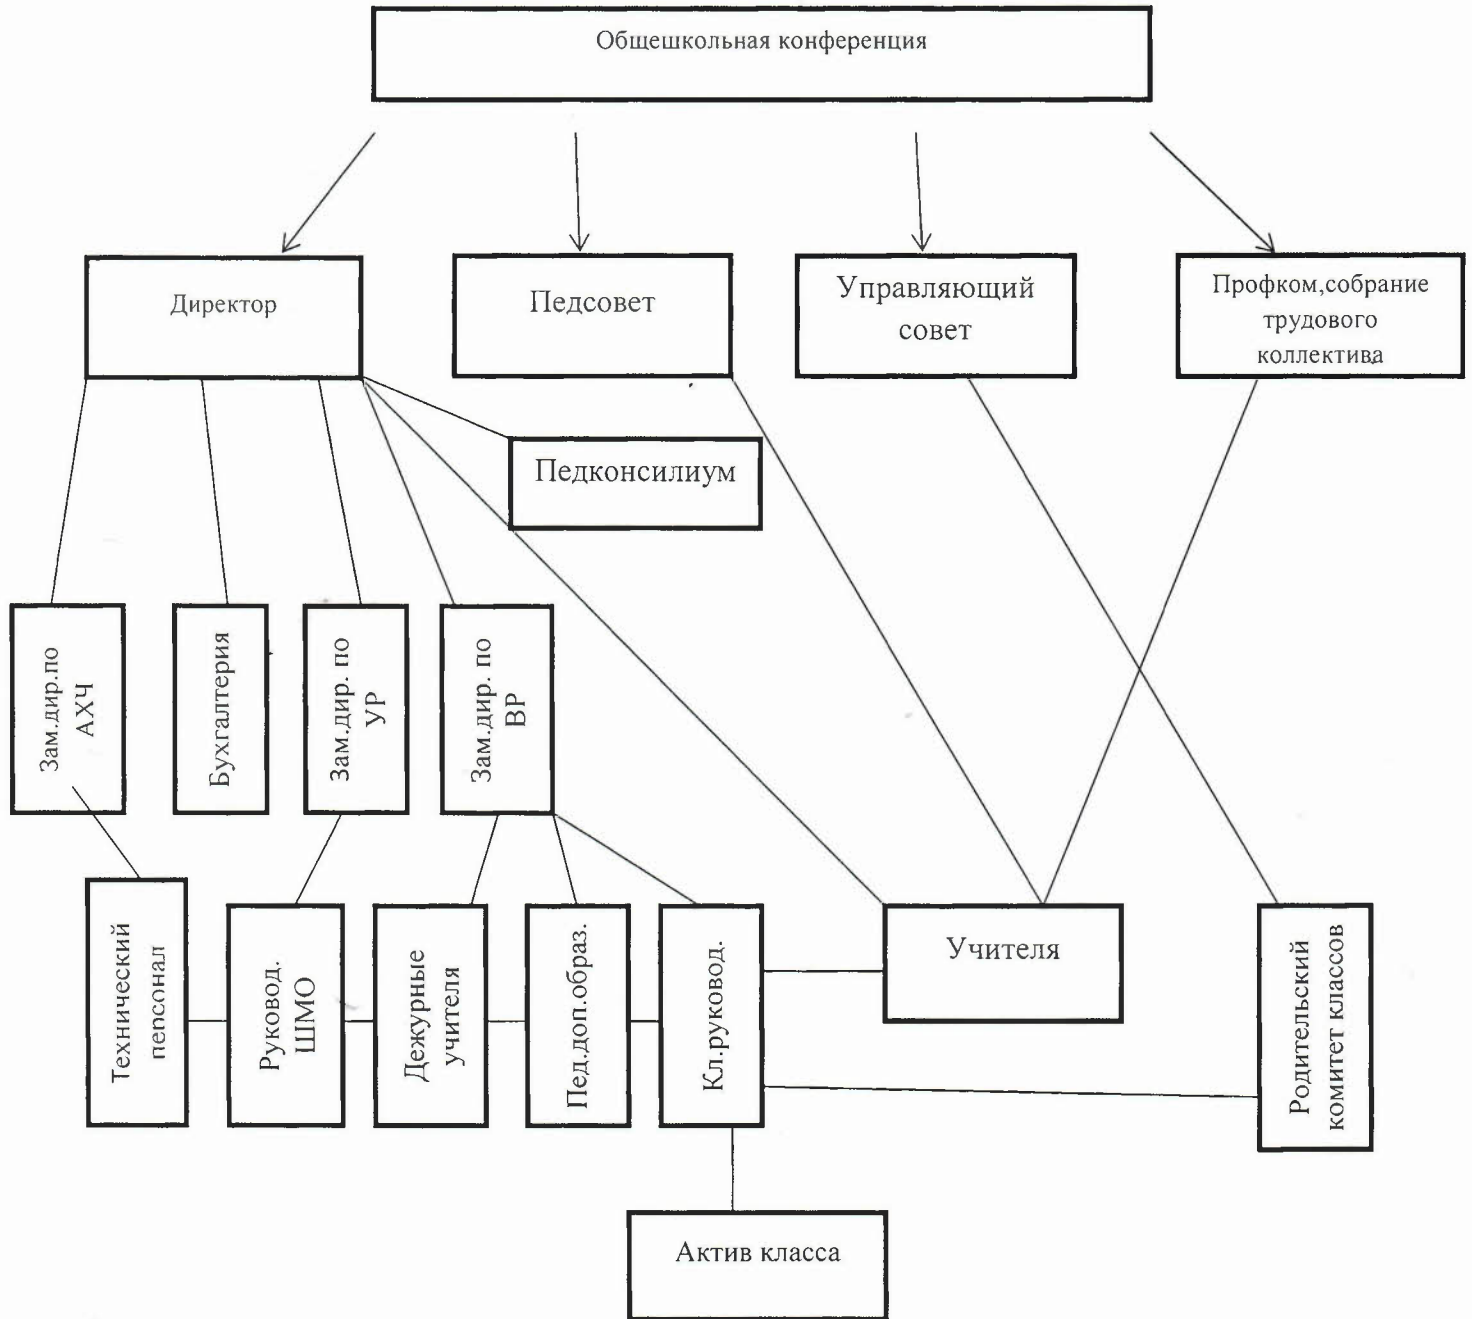 Общешкольная конференция
Директор
Педсовет
Управляющий
совет
Профком,собрание
трудового
коллектива
Педконсилиум
Зам.дир.по
АХЧ
Бухгалтерия
Зам.дир. по
УР
Зам.дир. по
ВР
Технический
персонал
Руковод.
ШМО
Дежурные
учителя
Пед.доп.образ.
Кл.руковод.
Учителя
Родительский
комитет классов
Актив класса